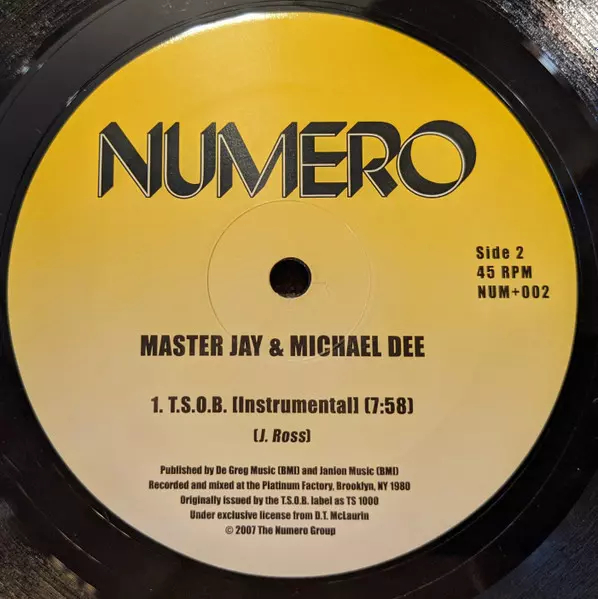 NUMERO
Side 2
45 RPM
NUM+002
MASTER JAY & MICHAEL DEE
1. T.S.O.B. [Instrumental] (7:58)
(J. Ross)
Published by De Greg Music (BMI) and Janion Music (BMI)
Recorded and mixed at the Platinum Factory, Brooklyn, NY 1980
Originally issued by the T.S.O.B. label as TS 1000
Under exclusive license from D.T. McLaurin
© 2007 The Numero Group